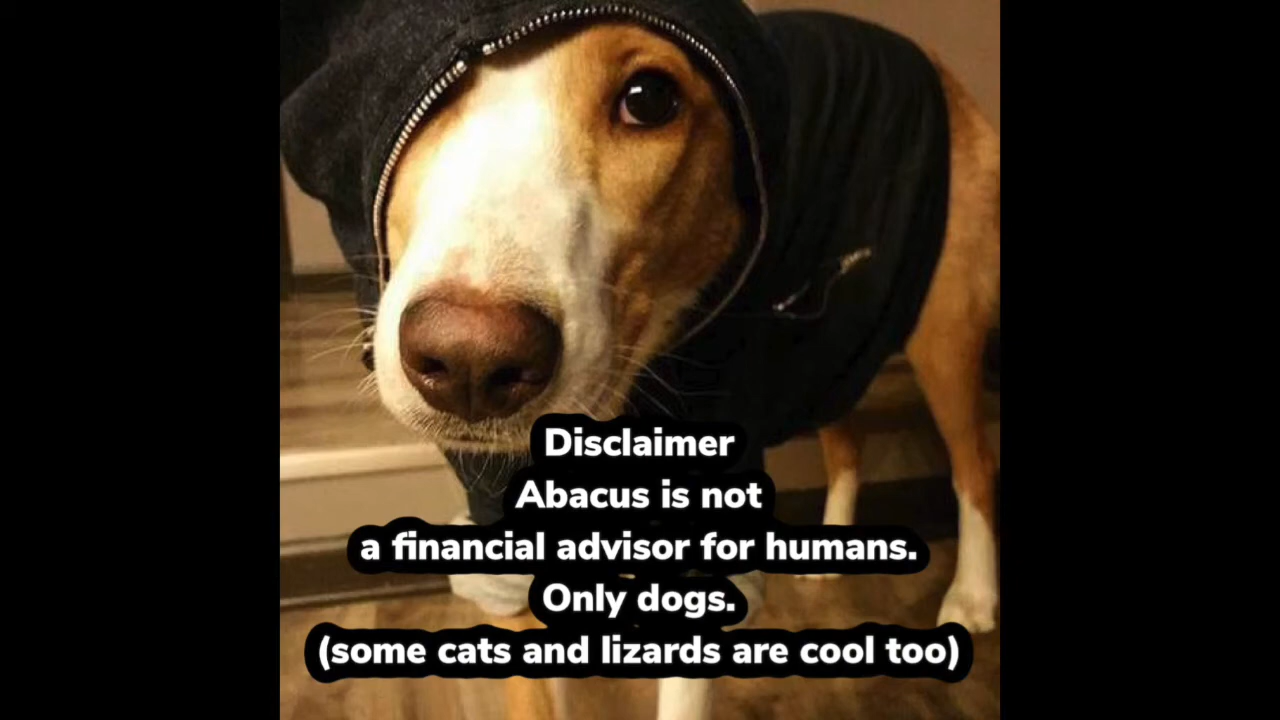 Disclaimer
Abacus is not
a financial advisor for humans.
Only dogs.
(some cats and lizards are cool too)